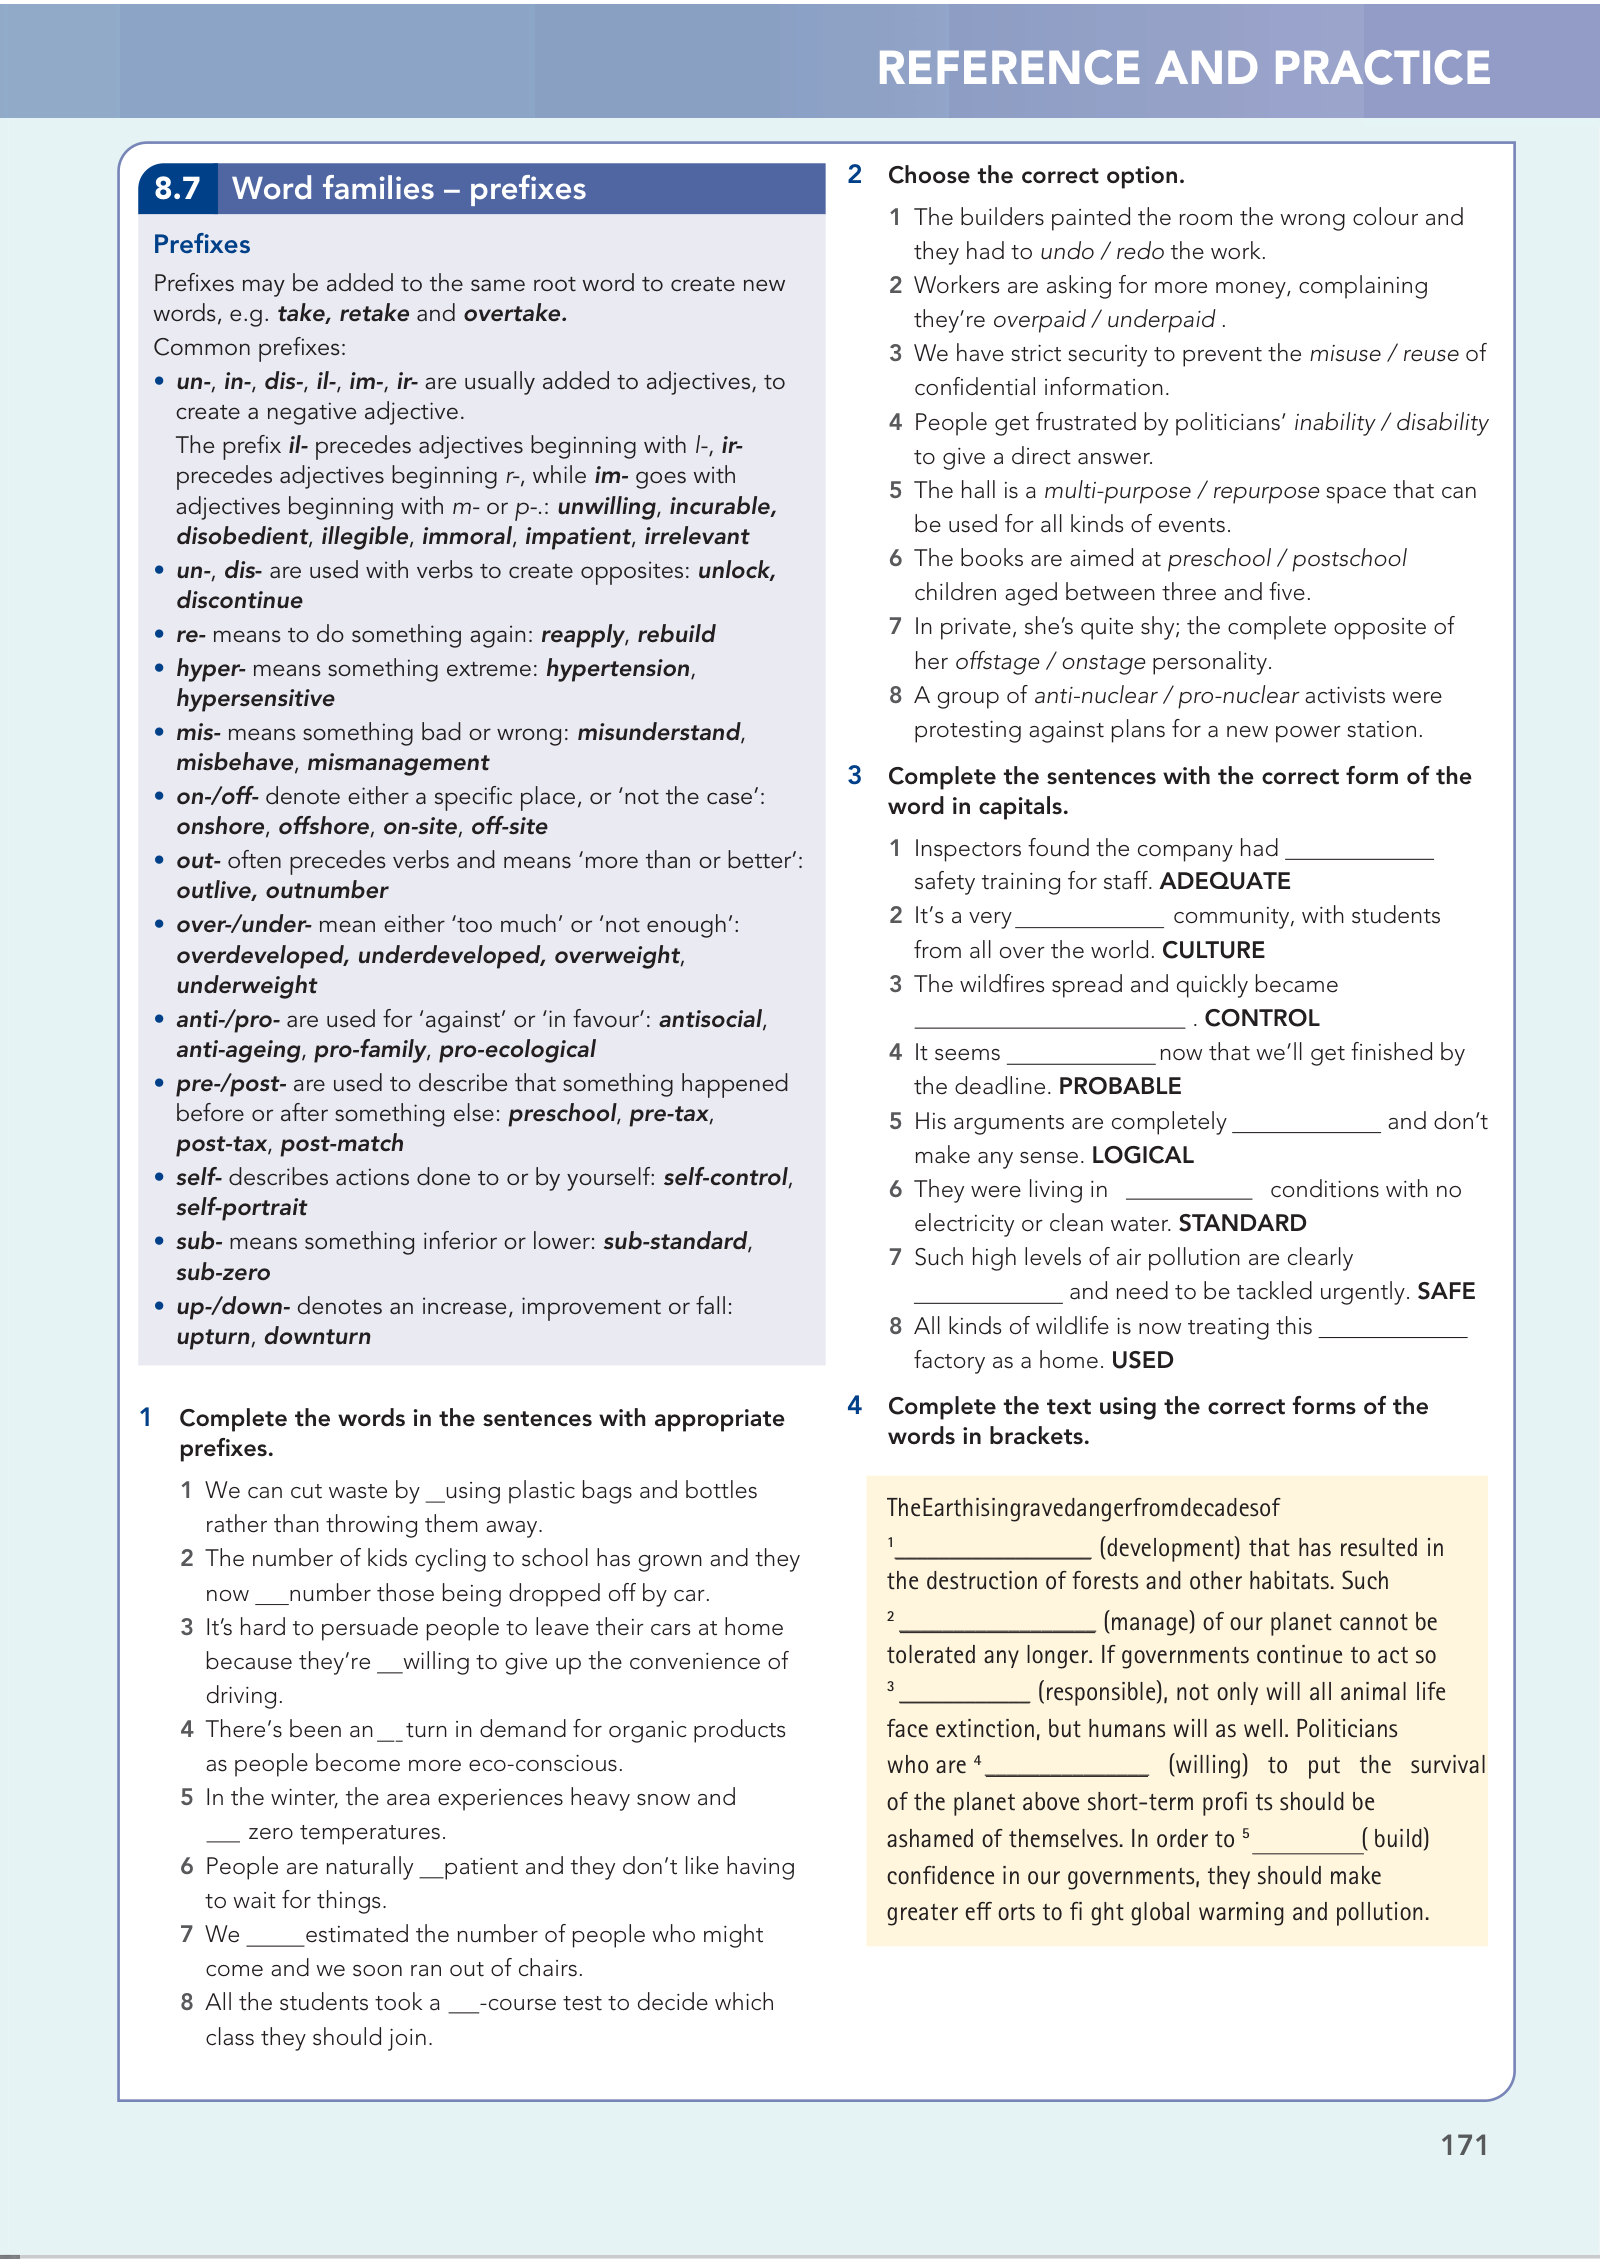 REFERENCE AND PRACTICE
8.7 Word families – prefixes
Prefixes
Prefixes may be added to the same root word to create new
words, e.g. take, retake and overtake.
Common prefixes:
• un-, in-, dis-, il-, im-, ir- are usually added to adjectives, to
create a negative adjective.
The prefix il- precedes adjectives beginning with l-, ir-
precedes adjectives beginning r-, while im- goes with
adjectives beginning with m- or p-.: unwilling, incurable,
disobedient, illegible, immoral, impatient, irrelevant
• un-, dis- are used with verbs to create opposites: unlock,
discontinue
• re- means to do something again: reapply, rebuild
• hyper- means something extreme: hypertension,
hypersensitive
• mis- means something bad or wrong: misunderstand,
misbehave, mismanagement
• on-/off- denote either a specific place, or ‘not the case’:
onshore, offshore, on-site, off-site
• out- often precedes verbs and means ‘more than or better’:
outlive, outnumber
• over-/under- mean either ‘too much’ or ‘not enough’:
overdeveloped, underdeveloped, overweight,
underweight
• anti-/pro- are used for ‘against’ or ‘in favour’: antisocial,
anti-ageing, pro-family, pro-ecological
• pre-/post- are used to describe that something happened
before or after something else: preschool, pre-tax,
post-tax, post-match
• self- describes actions done to or by yourself: self-control,
self-portrait
• sub- means something inferior or lower: sub-standard,
sub-zero
• up-/down- denotes an increase, improvement or fall:
upturn, downturn
1 Complete the words in the sentences with appropriate
prefixes.
1 We can cut waste by __using plastic bags and bottles
rather than throwing them away.
2 The number of kids cycling to school has grown and they
now ___number those being dropped off by car.
3 It’s hard to persuade people to leave their cars at home
because they’re __willing to give up the convenience of
driving.
4 There’s been an __ turn in demand for organic products
as people become more eco-conscious.
5 In the winter, the area experiences heavy snow and
___ zero temperatures.
6 People are naturally __patient and they don’t like having
to wait for things.
7 We _____estimated the number of people who might
come and we soon ran out of chairs.
8 All the students took a ___-course test to decide which
class they should join.
2 Choose the correct option.
1 The builders painted the room the wrong colour and
they had to undo / redo the work.
2 Workers are asking for more money, complaining
they’re overpaid / underpaid .
3 We have strict security to prevent the misuse / reuse of
confidential information.
4 People get frustrated by politicians’ inability / disability
to give a direct answer.
5 The hall is a multi-purpose / repurpose space that can
be used for all kinds of events.
6 The books are aimed at preschool / postschool
children aged between three and five.
7 In private, she’s quite shy; the complete opposite of
her offstage / onstage personality.
8 A group of anti-nuclear / pro-nuclear activists were
protesting against plans for a new power station.
3 Complete the sentences with the correct form of the
word in capitals.
1 Inspectors found the company had ____________
safety training for staff. ADEQUATE
2 It’s a very ____________ community, with students
from all over the world. CULTURE
3 The wildfires spread and quickly became
______________________ . CONTROL
4 It seems ____________ now that we’ll get finished by
the deadline. PROBABLE
5 His arguments are completely ____________ and don’t
make any sense. LOGICAL
6 They were living in __________ conditions with no
electricity or clean water. STANDARD
7 Such high levels of air pollution are clearly
____________ and need to be tackled urgently. SAFE
8 All kinds of wildlife is now treating this ____________
factory as a home. USED
4 Complete the text using the correct forms of the
words in brackets.
TheEarthisingravedangerfromdecadesof
1 __________________ (development) that has resulted in
the destruction of forests and other habitats. Such
2 __________________ (manage) of our planet cannot be
tolerated any longer. If governments continue to act so
3 ____________ (responsible), not only will all animal life
face extinction, but humans will as well. Politicians
who are 4 _______________ (willing) to put the survival
of the planet above short-term profi ts should be
ashamed of themselves. In order to 5 __________( build)
confidence in our governments, they should make
greater eff orts to fi ght global warming and pollution.
171